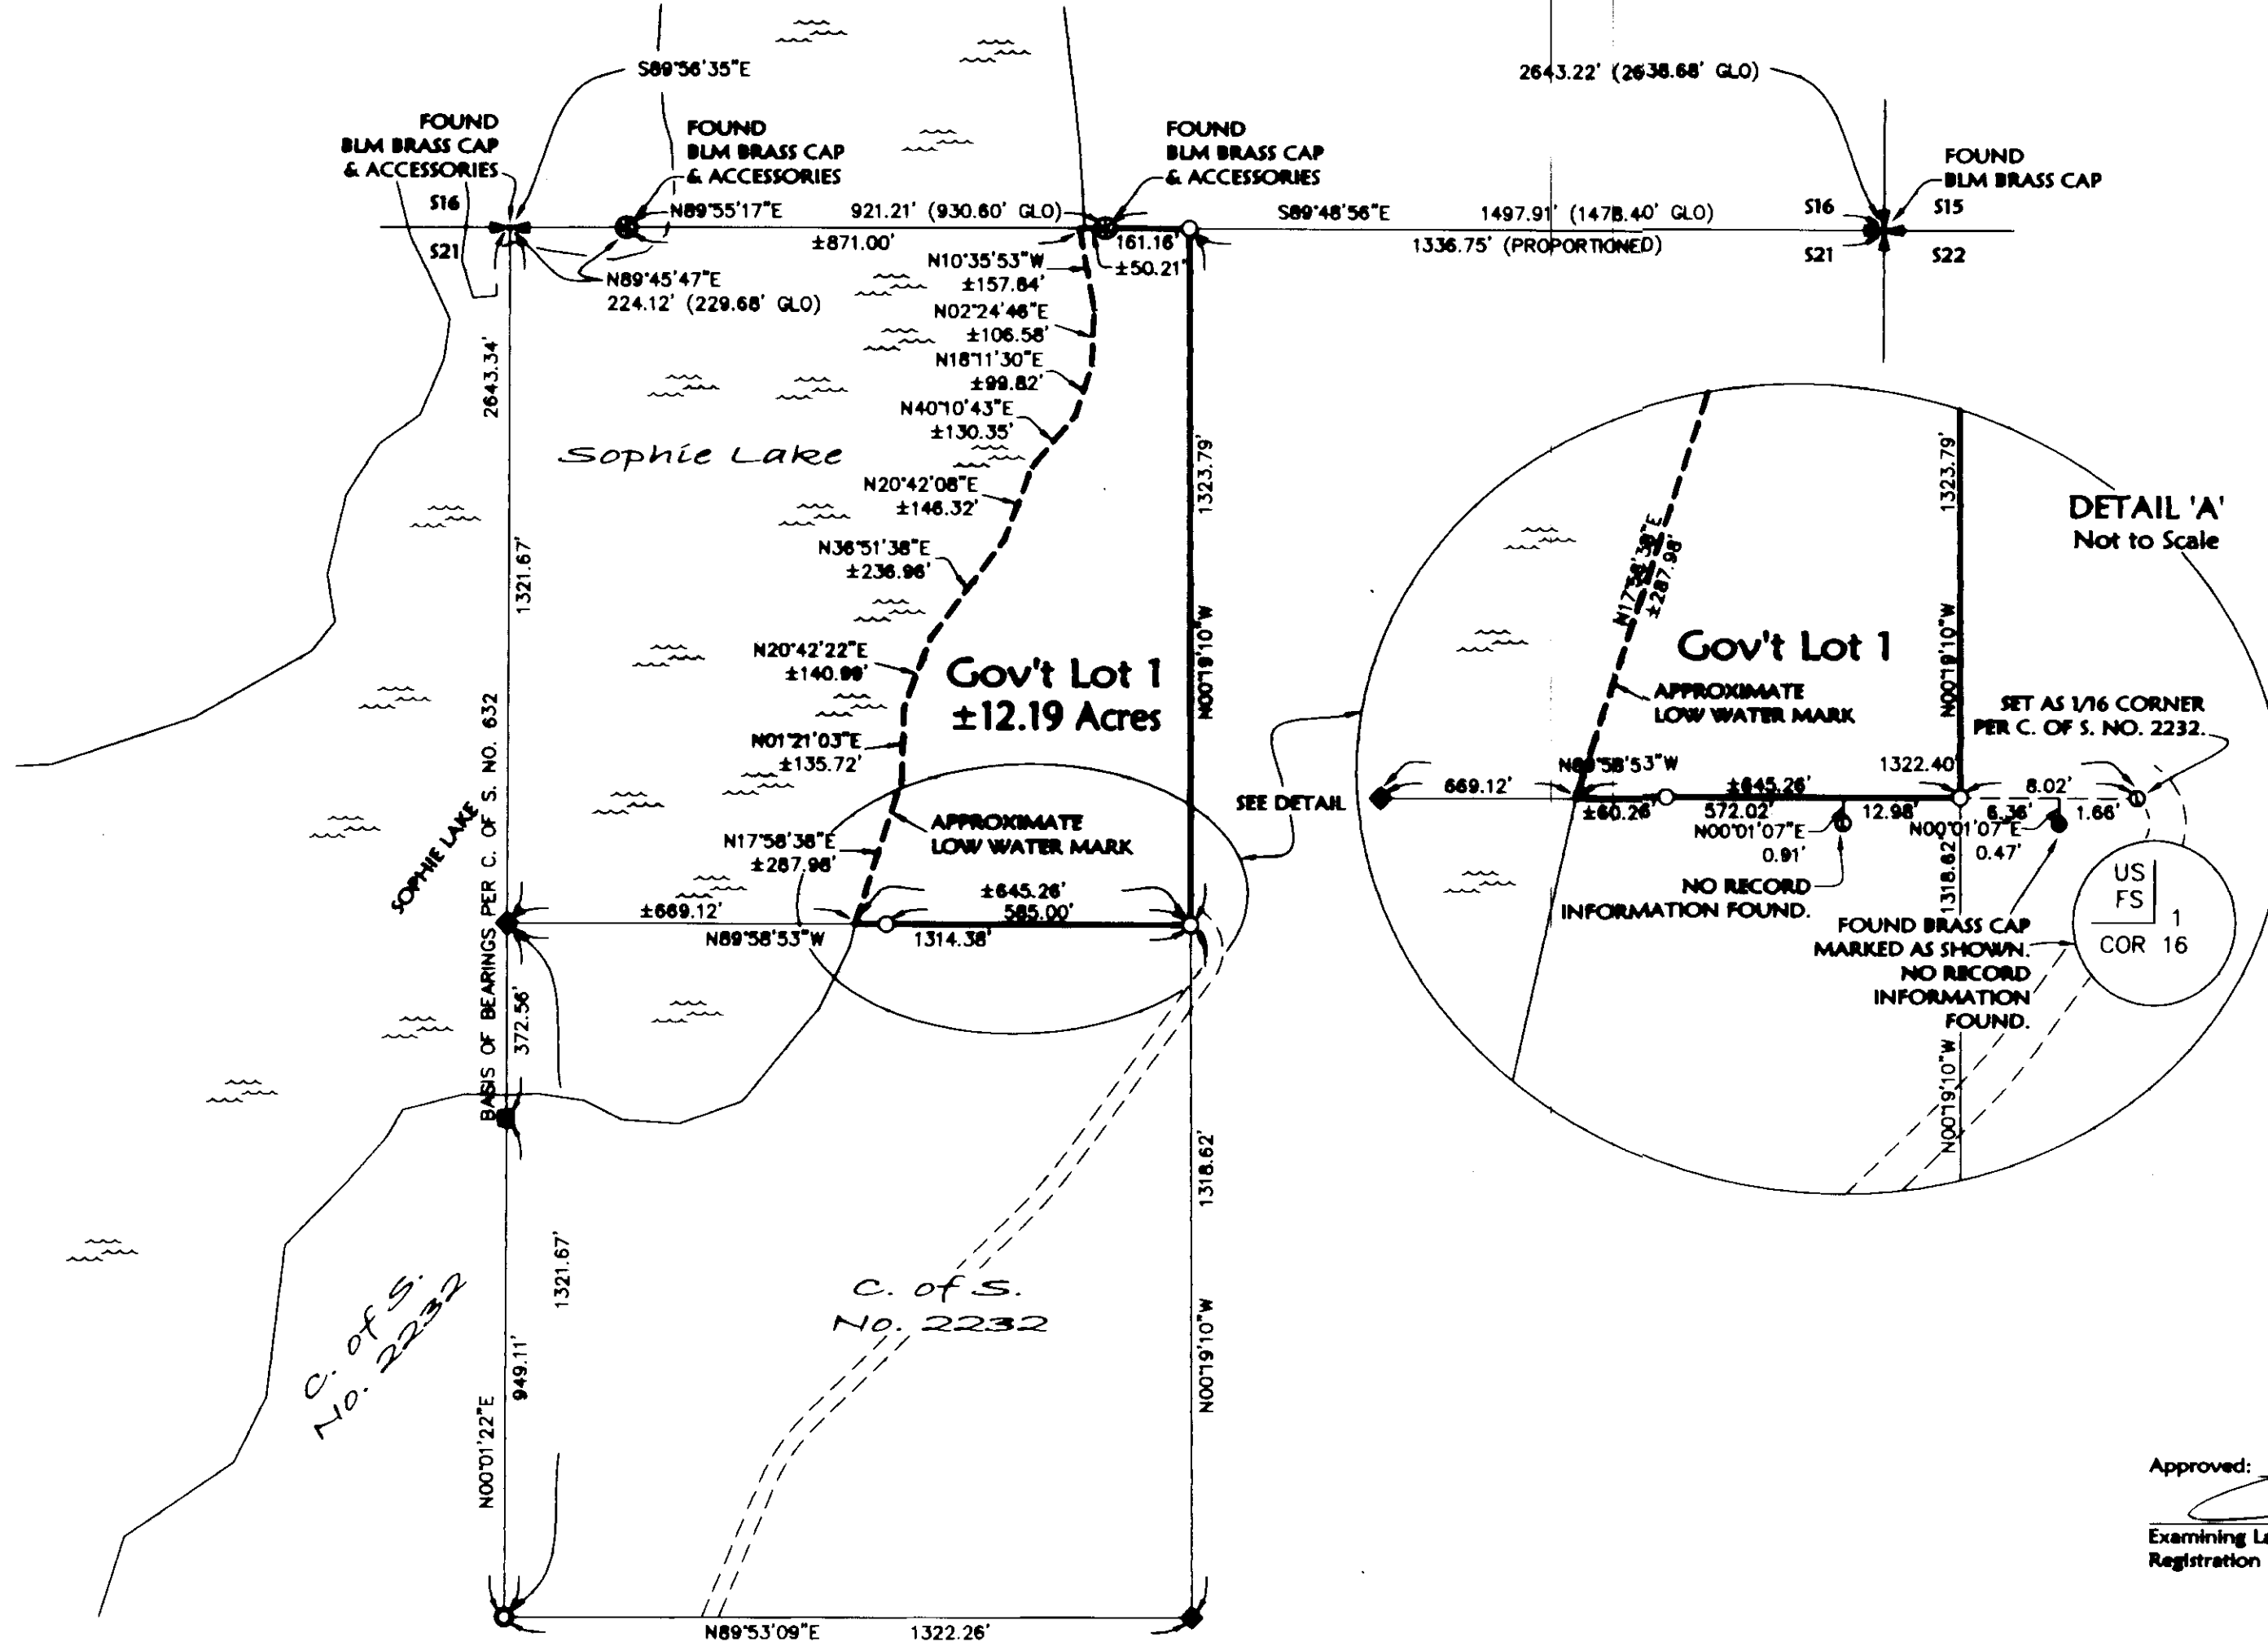 S89°56'35"E
2643.22' (2638.68' GLO)
FOUND
BLM BRASS CAP
& ACCESSORIES
FOUND
BLM BRASS CAP
& ACCESSORIES
FOUND
BLM BRASS CAP
& ACCESSORIES
FOUND
BLM BRASS CAP
S16
S21
N89°55'17"E
921.21' (930.60' GLO)
±871.00'
S89°48'56"E
1497.91' (1478.40' GLO)
1336.75' (PROPORTIONED)
S16
S15
S21
S22
161.16'
±50.21'
N89°45'47"E
224.12' (229.68' GLO)
N10°35'53"W
±157.84'
N02°24'46"E
±106.58'
N18°11'30"E
±99.82'
N40°10'43"E
±130.35'
N20°42'08"E
±146.32'
N36°51'38"E
±236.96'
N20°42'22"E
±140.99'
N01°21'03"E
±135.72'
N17°58'38"E
±287.98'
Sophie Lake
2643.34'
1321.67'
BASIS OF BEARINGS PER C. OF S. NO. 632
SOPHIE LAKE
1323.79'
N00°19'10"W
Gov't Lot 1
±12.19 Acres
APPROXIMATE
LOW WATER MARK
SEE DETAIL
±645.26'
585.00'
±669.12'
N89°58'53"W
1314.38'
372.56'
1318.62'
1321.67'
949.11'
N00°01'22"E
N00°19'10"W
C. of S.
No. 2232
C. of S.
No. 2232
N89°53'09"E
1322.26'
DETAIL 'A'
Not to Scale
1323.79'
N17°58'38"E
±287.98'
Gov't Lot 1
N00°19'10"W
APPROXIMATE
LOW WATER MARK
SET AS 1/16 CORNER
PER C. OF S. NO. 2232.
669.12'
N89°58'53"W
1322.40'
±645.26'
8.02'
±60.26'
572.02'
12.98'
6.36'
1.66'
N00°01'07"E
0.91'
N00°01'07"E
0.47'
NO RECORD
INFORMATION FOUND.
1318.62'
FOUND BRASS CAP
MARKED AS SHOWN.
NO RECORD
INFORMATION
FOUND.
US
FS
1
COR 16
N00°19'10"W
Approved:
Examining La
Registration